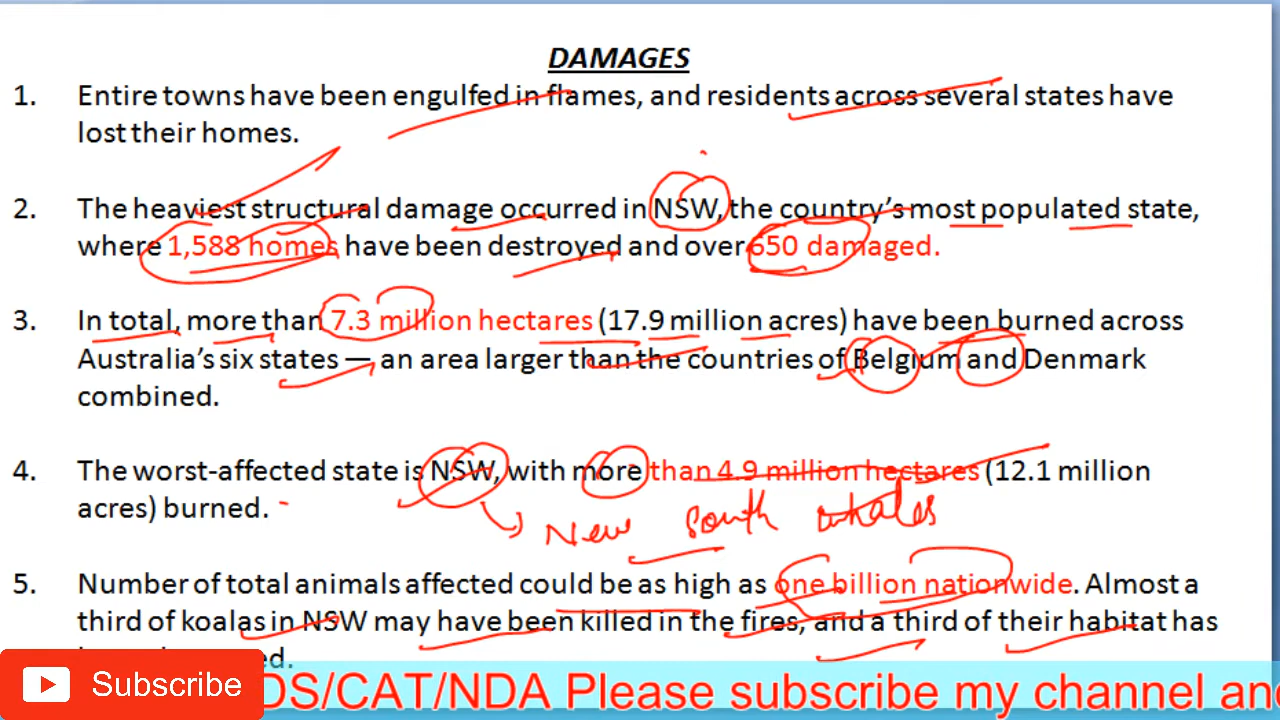 DAMAGES
1. Entire towns have been engulfed in flames, and residents across several states have
lost their homes.
2. The heaviest structural damage occurred in NSW, the country's most populated state,
where 1,588 homes have been destroyed and over 650 damaged.
3. In total, more than 7.3 million hectares (17.9 million acres) have been burned across
Australia's six states — an area larger than the countries of Belgium and Denmark
combined.
4. The worst-affected state is NSW, with more than 4.9 million hectares (12.1 million
acres) burned.
New south whales
5. Number of total animals affected could be as high as one billion nationwide. Almost a
third of koalas in NSW may have been killed in the fires, and a third of their habitat has
Subscribe
DS/CAT/NDA Please subscribe my channel and